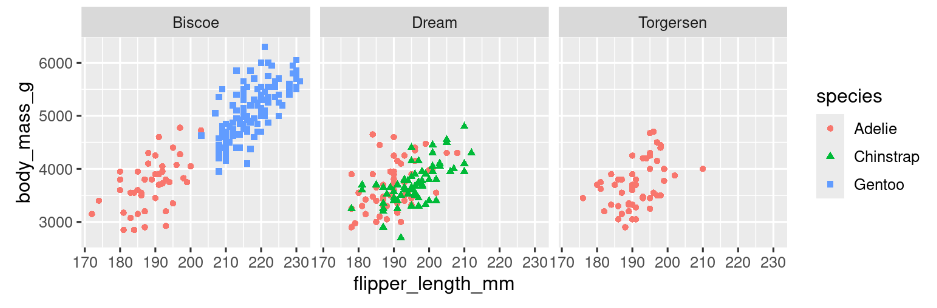 Biscoe Dream Torgersen
body_mass_g
6000
5000
4000
3000
170 180 190 200 210 220 230 170 180 190 200 210 220 230 170 180 190 200 210 220 230
flipper_length_mm
species
Adelie
Chinstrap
Gentoo